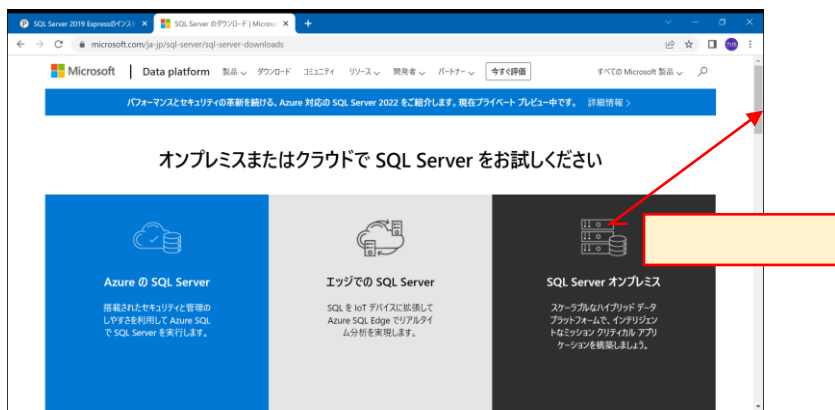 SQL Server 2019 Expressのインスト
SQL Server のダウンロード | Microso
microsoft.com/ja-jp/sql-server/sql-server-downloads
Microsoft Data platform 製品 ダウンロード コミュニティ リソース 開発者 パートナー 今すぐ評価 すべての Microsoft 製品
パフォーマンスとセキュリティの革新を続ける、Azure 対応の SQL Server 2022 をご紹介します。現在プライベート プレビュー中です。 詳細情報 >
オンプレミスまたはクラウドで SQL Server をお試しください
Azure の SQL Server
搭載されたセキュリティと管理の
しやすさを利用して Azure SQL
で SQL Server を実行します。
エッジでの SQL Server
SQL を IoT デバイスに拡張して
Azure SQL Edge でリアルタイ
ム分析を実現します。
SQL Server オンプレミス
スケーラブルなハイブリッド データ
プラットフォームで、インテリジェン
トなミッション クリティカル アプリ
ケーションを構築しましょう。